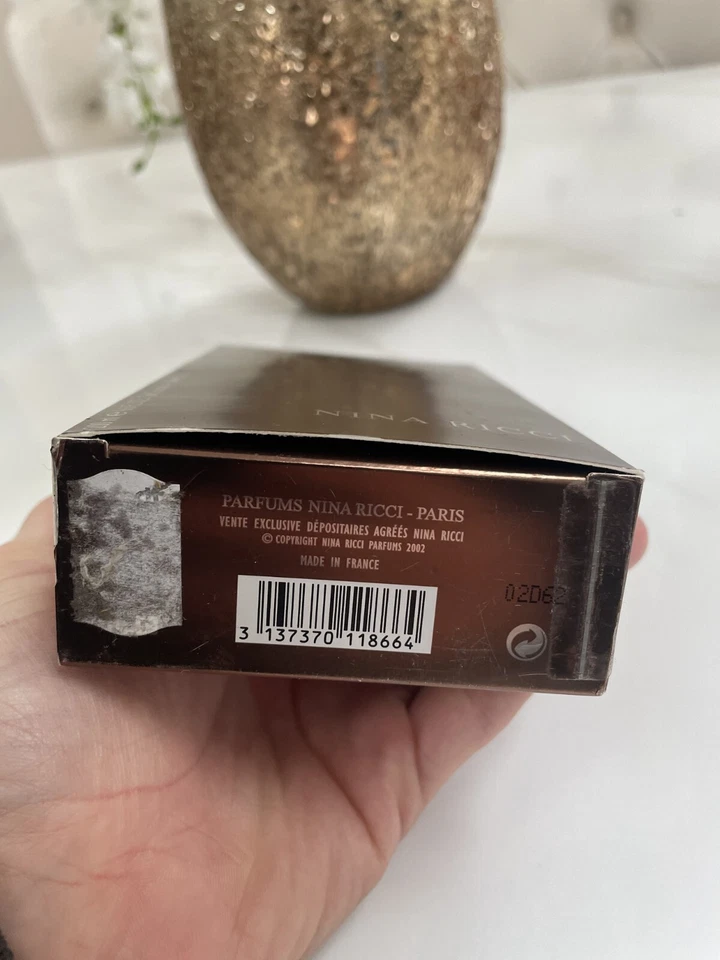 NINA RICCI
PARFUMS NINA RICCI - PARIS
VENTE EXCLUSIVE DÉPOSITAIRES AGRÉÉS NINA RICCI
© COPYRIGHT NINA RICCI PARFUMS 2002
MADE IN FRANCE
02D62
3 137370 118664